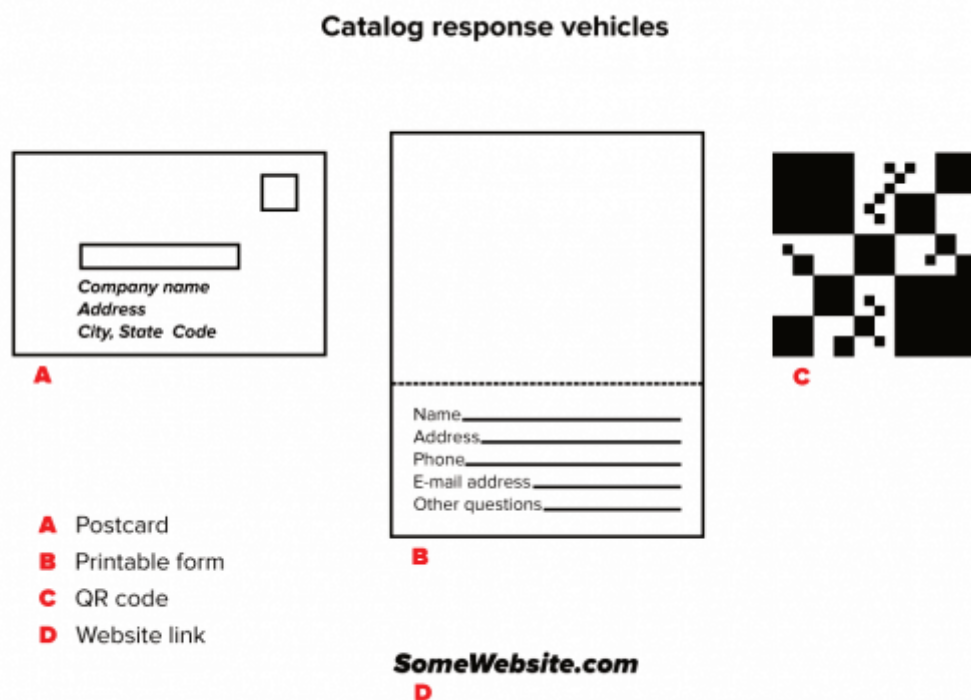 Catalog response vehicles
Company name
Address
City, State Code
A
Name
Address
Phone
E-mail address
Other questions
B
C
A Postcard
B Printable form
C QR code
D Website link
SomeWebsite.com
D